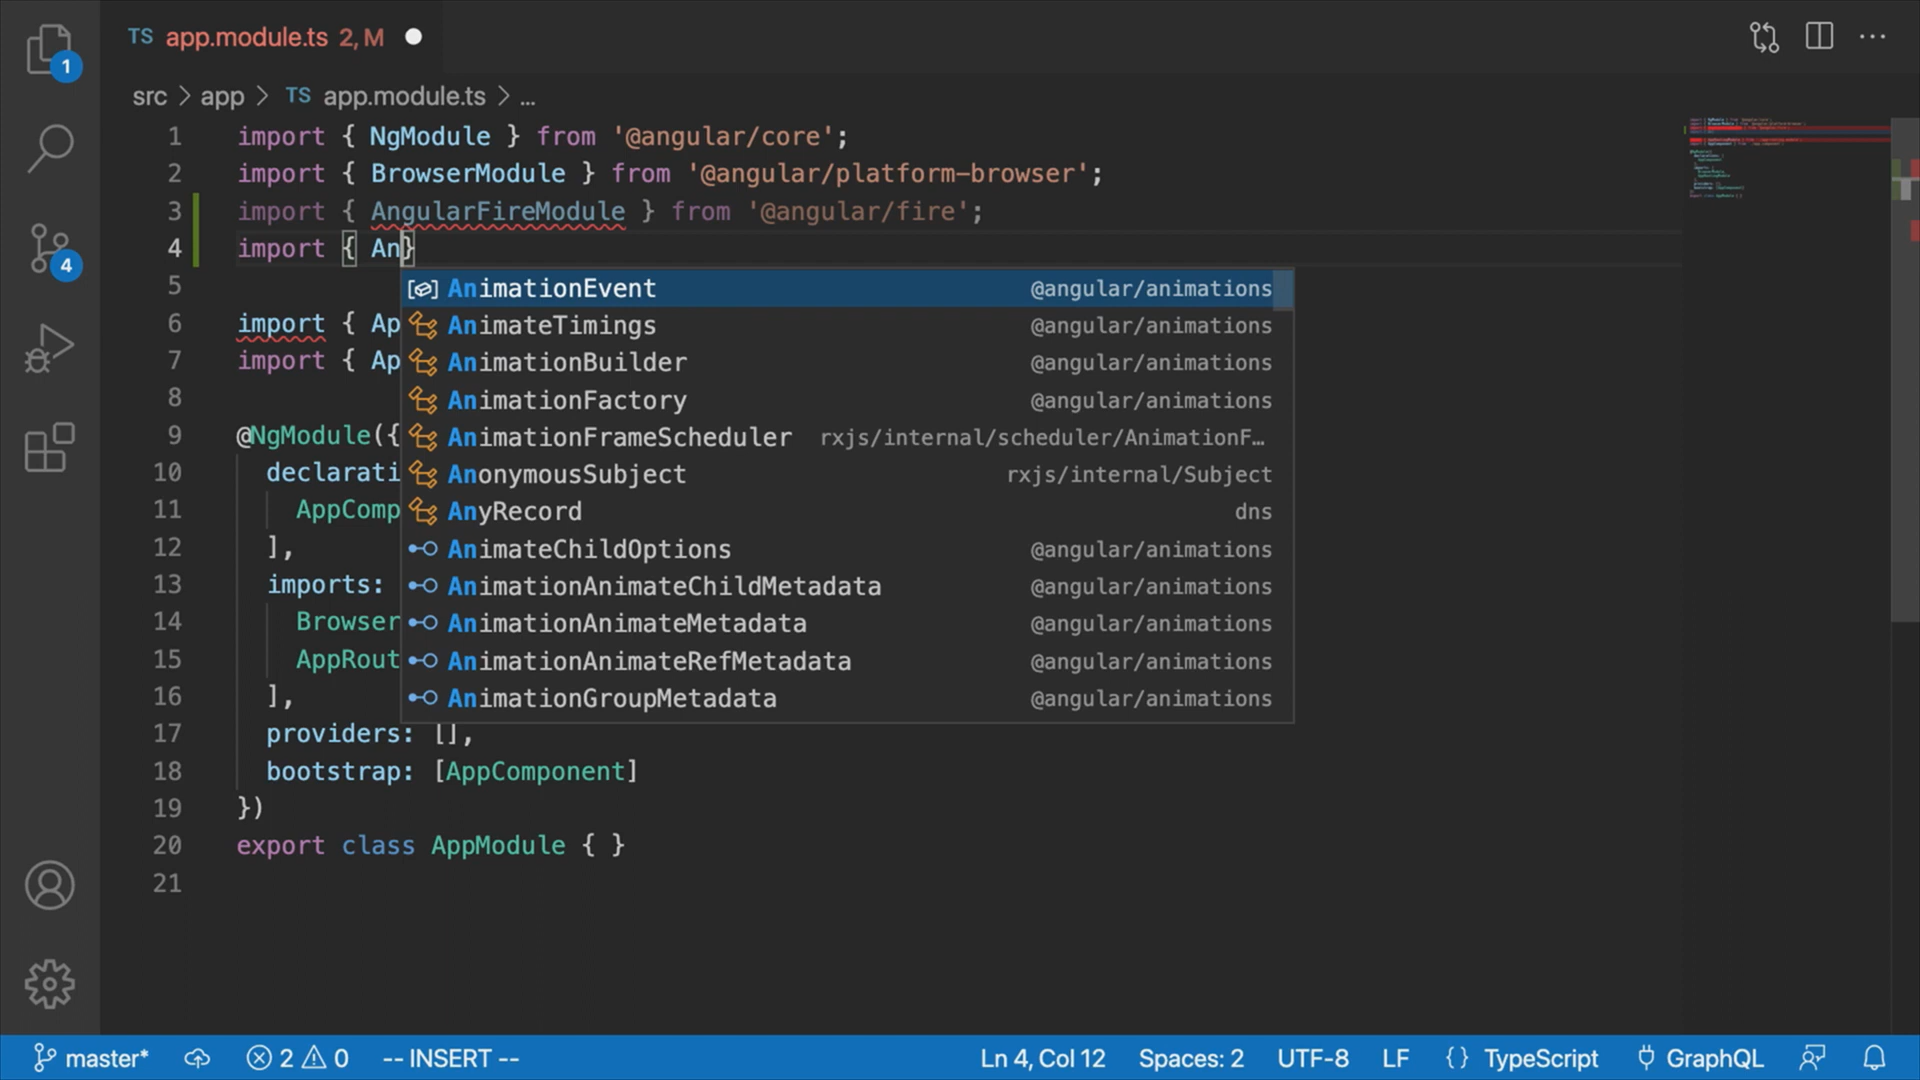 TS app.module.ts 2, M
src > app > TS app.module.ts > ...
1 import { NgModule } from '@angular/core';
2 import { BrowserModule } from '@angular/platform-browser';
3 import { AngularFireModule } from '@angular/fire';
4 import { An}
5
6 import { Ap
7 import { Ap
8
9 @NgModule({
10 declarati
11 AppComp
12 ],
13 imports:
14 Browser
15 AppRout
16 ],
17 providers: [],
18 bootstrap: [AppComponent]
19 })
20 export class AppModule { }
21
AnimationEvent @angular/animations
AnimateTimings @angular/animations
AnimationBuilder @angular/animations
AnimationFactory @angular/animations
AnimationFrameScheduler rxjs/internal/scheduler/AnimationF…
AnonymousSubject rxjs/internal/Subject
AnyRecord dns
AnimateChildOptions @angular/animations
AnimationAnimateChildMetadata @angular/animations
AnimationAnimateMetadata @angular/animations
AnimationAnimateRefMetadata @angular/animations
AnimationGroupMetadata @angular/animations
1
4
master* 2 0 -- INSERT -- Ln 4, Col 12 Spaces: 2 UTF-8 LF {} TypeScript GraphQL